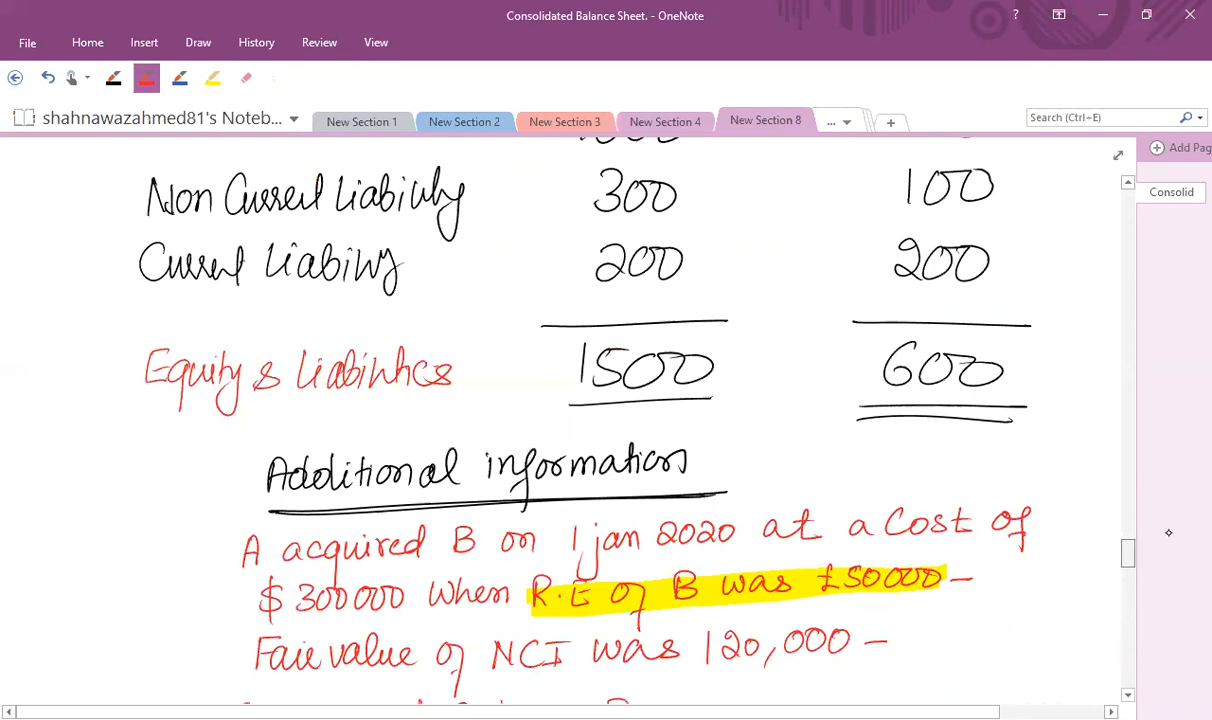 Consolidated Balance Sheet. - OneNote
File Home Insert Draw History Review View
shahnawazahmed81's Noteb...
New Section 1 New Section 2 New Section 3 New Section 4 New Section 8 ...
Search (Ctrl+E)
Add Pag
Consolid
Non Current Liability 300 100
Current Liability 200 200
Equity & Liabilities 1500 600
Additional information
A acquired B on 1 jan 2020 at a cost of
$ 300000 when R.E of B was £50000 -
Fair value of NCI was 120,000 -